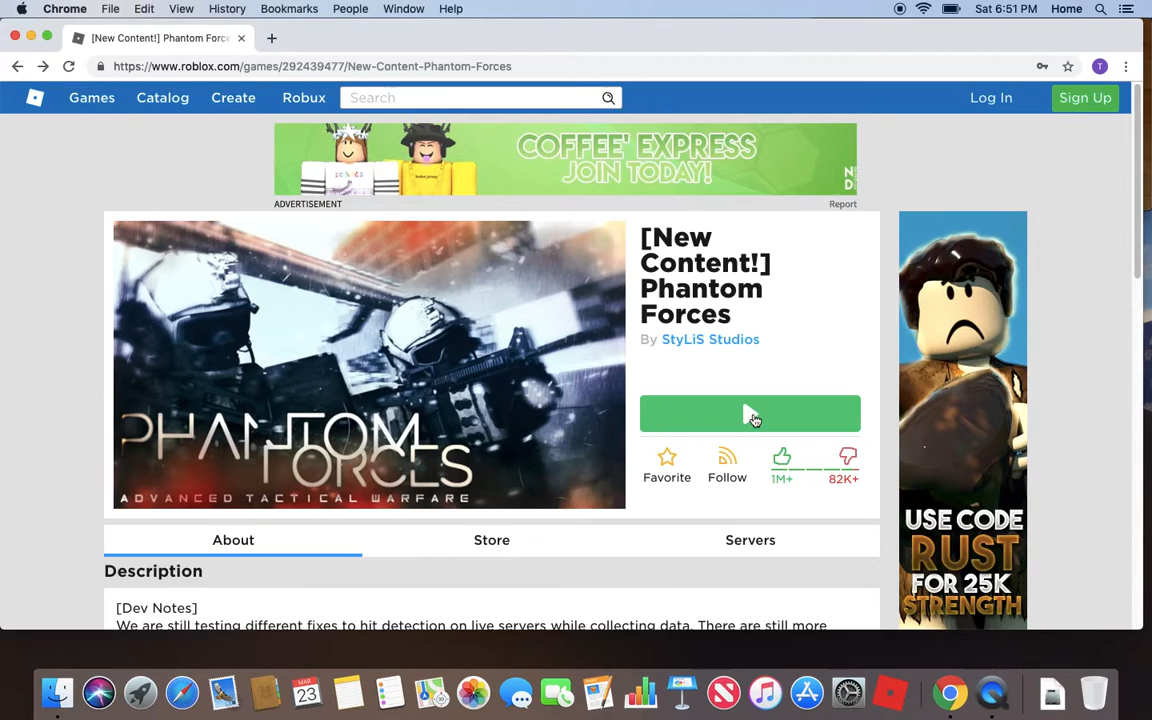 Chrome File Edit View History Bookmarks People Window Help Sat 6:51 PM Home
[New Content!] Phantom Forc
https://www.roblox.com/games/292439477/New-Content-Phantom-Forces
T
Games Catalog Create Robux Search Log In Sign Up
COFFEE' EXPRESS
JOIN TODAY!
ADVERTISEMENT Report
[New
Content!]
Phantom
Forces
By StyLiS Studios
PHANTOM
FORCES
ADVANCED TACTICAL WARFARE
Favorite Follow 1M+ 82K+
USE CODE
RUST
FOR 25K
STRENGTH
About Store Servers
Description
[Dev Notes]
We are still testing different fixes to hit detection on live servers while collecting data. There are still more
MAR
23